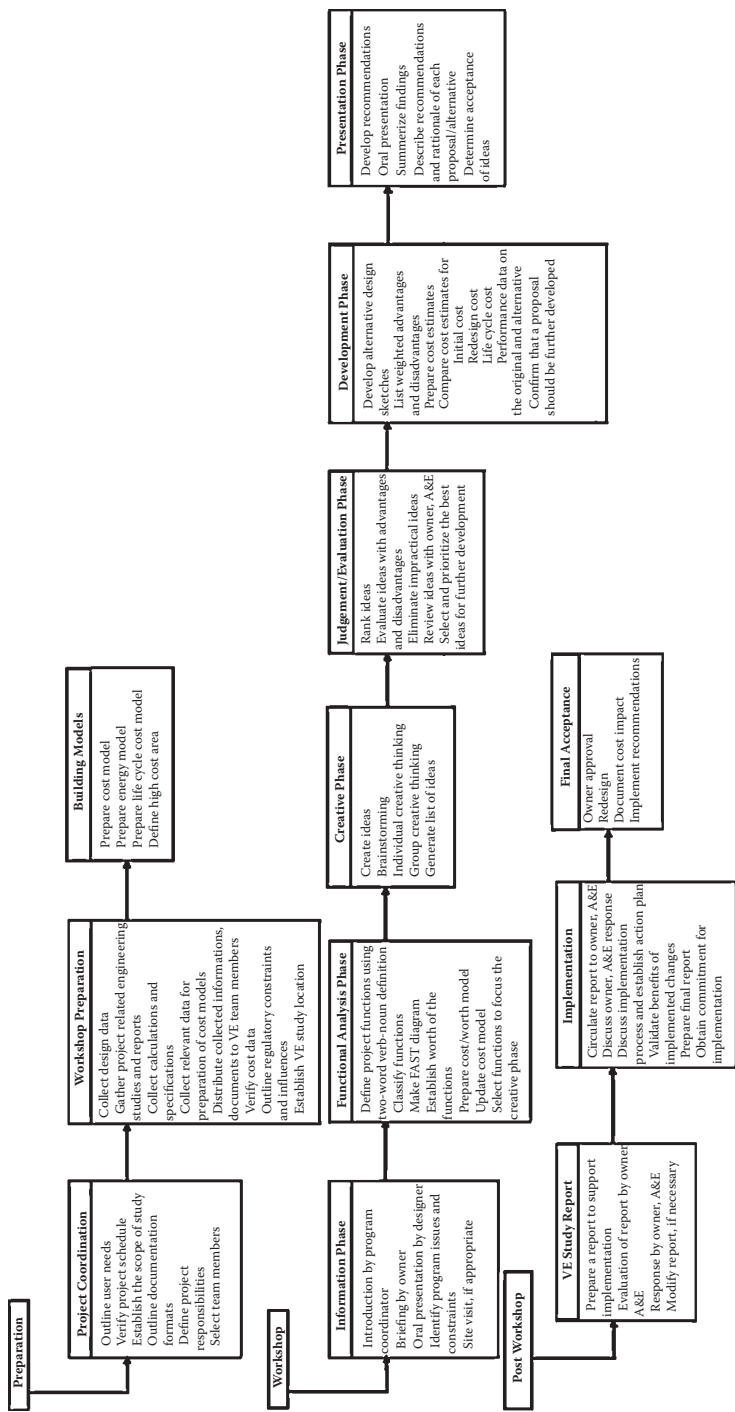 Preparation
Project Coordination
Outline user needs
Verify project schedule
Establish the scope of study
Outline documentation
formats
Define project
responsibilities
Select team members
Workshop Preparation
Collect design data
Gather project related engineering
studies and reports
Collect calculations and
specifications
Collect relevant data for
preparation of cost models
Distribute collected informations,
documents to VE team members
Verify cost data
Outline regulatory constraints
and influences
Establish VE study location
Building Models
Prepare cost model
Prepare energy model
Prepare life cycle cost model
Define high cost area
Workshop
Information Phase
Introduction by program
coordinator
Briefing by owner
Oral presentation by designer
Identify program issues and
constraints
Site visit, if appropriate
Functional Analysis Phase
Define project functions using
two-word verb-noun definition
Classify functions
Make FAST diagram
Establish worth of the
functions
Prepare cost/worth model
Update cost model
Select functions to focus the
creative phase
Creative Phase
Create ideas
Brainstorming
Individual creative thinking
Group creative thinking
Generate list of ideas
Judgement/Evaluation Phase
Rank ideas
Evaluate ideas with advantages
and disadvantages
Eliminate impractical ideas
Review ideas with owner, A&E
Select and prioritize the best
ideas for further development
Development Phase
Develop alternative design
sketches
List weighted advantages
and disadvantages
Prepare cost estimates
Compare cost estimates for
Initial cost
Redesign cost
Life cycle cost
Performance data on
the original and alternative
Confirm that a proposal
should be further developed
Presentation Phase
Develop recommendations
Oral presentation
Summerize findings
Describe recommendations
and rattionale of each
proposal/alternative
Determine acceptance
of ideas
Post Workshop
VE Study Report
Prepare a report to support
implementation
Evaluation of report by owner
A&E
Response by owner, A&E
Modify report, if necessary
Implementation
Circulate report to owner, A&E
Discuss owner, A&E response
Discuss implementation
process and establish action plan
Validate benefits of
implemented changes
Prepare final report
Obtain commitment for
implementation
Final Acceptance
Owner approval
Redesign
Document cost impact
Implement recommendations